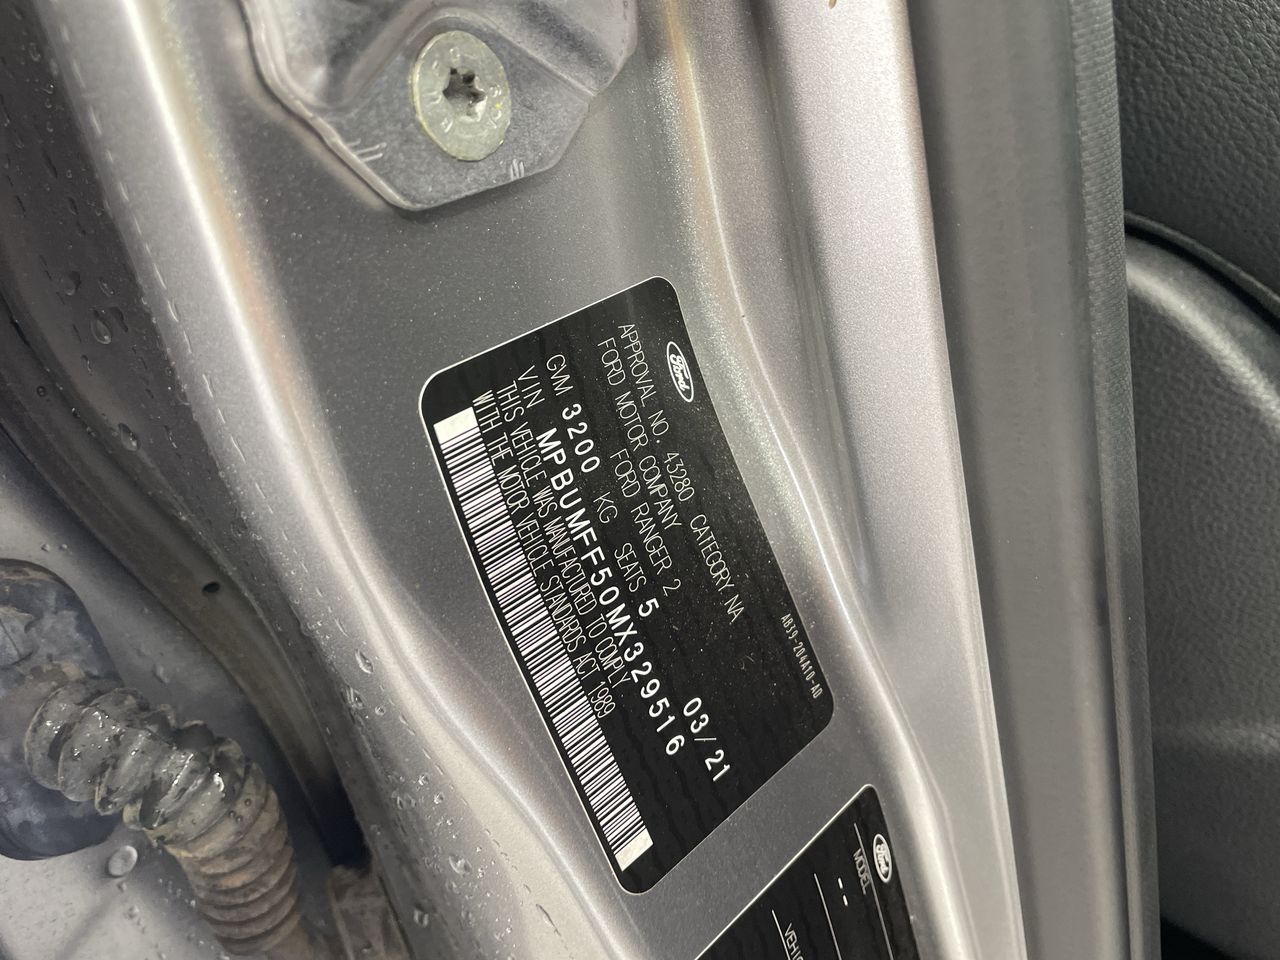 Ford
APPROVAL NO. 43280 CATEGORY NA
FORD MOTOR COMPANY
FORD RANGER 2
GVM 3200 KG SEATS 5 03/21
VIN MPBUMFF50MX329516
THIS VEHICLE WAS MANUFACTURED TO COMPLY
WITH THE MOTOR VEHICLE STANDARDS ACT 1989
AB39-204A10-AD
Ford
MODEL
--